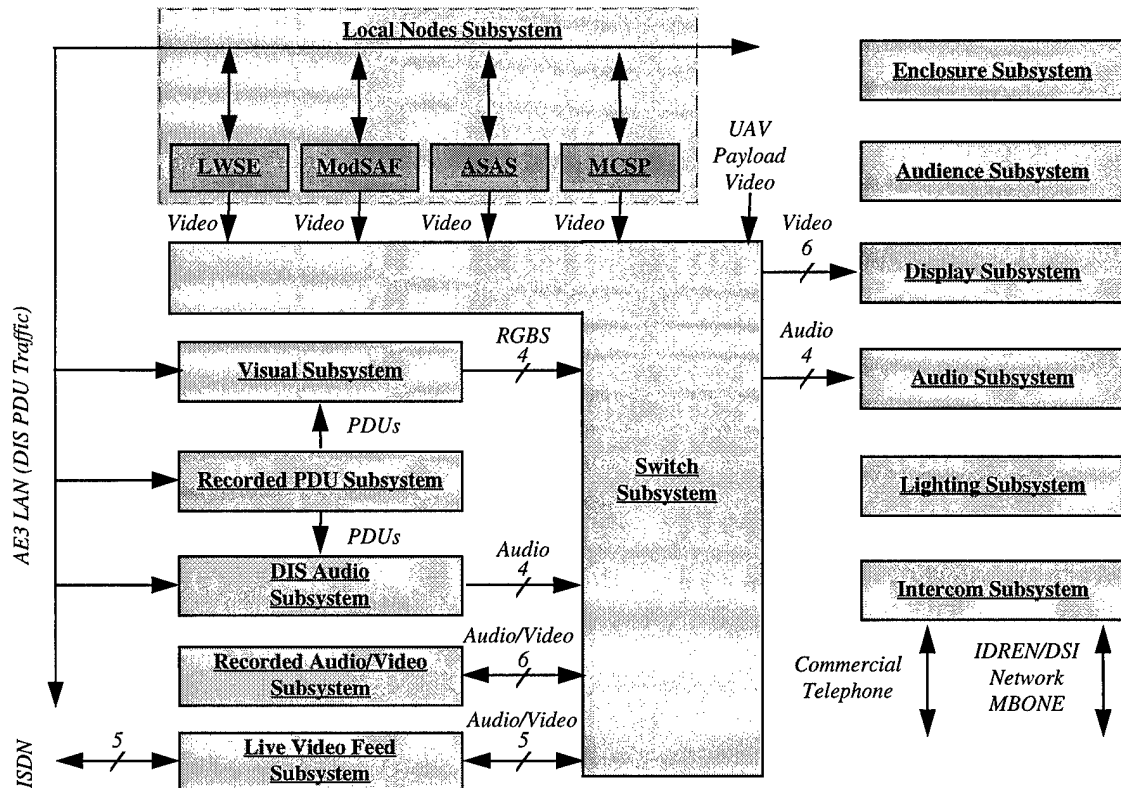 Local Nodes Subsystem
LWSE
ModSAF
ASAS
MCSP
Video
Video
Video
Video
UAV
Payload
Video
Enclosure Subsystem
Audience Subsystem
Video
6
Display Subsystem
Audio
4
Audio Subsystem
Lighting Subsystem
Intercom Subsystem
Commercial
Telephone
IDREN/DSI
Network
MBONE
AE3 LAN (DIS PDU Traffic)
Visual Subsystem
RGBS
4
PDUs
Recorded PDU Subsystem
PDUs
DIS Audio
Subsystem
Audio
4
Switch
Subsystem
Recorded Audio/Video
Subsystem
Audio/Video
6
ISDN
5
Live Video Feed
Subsystem
Audio/Video
5